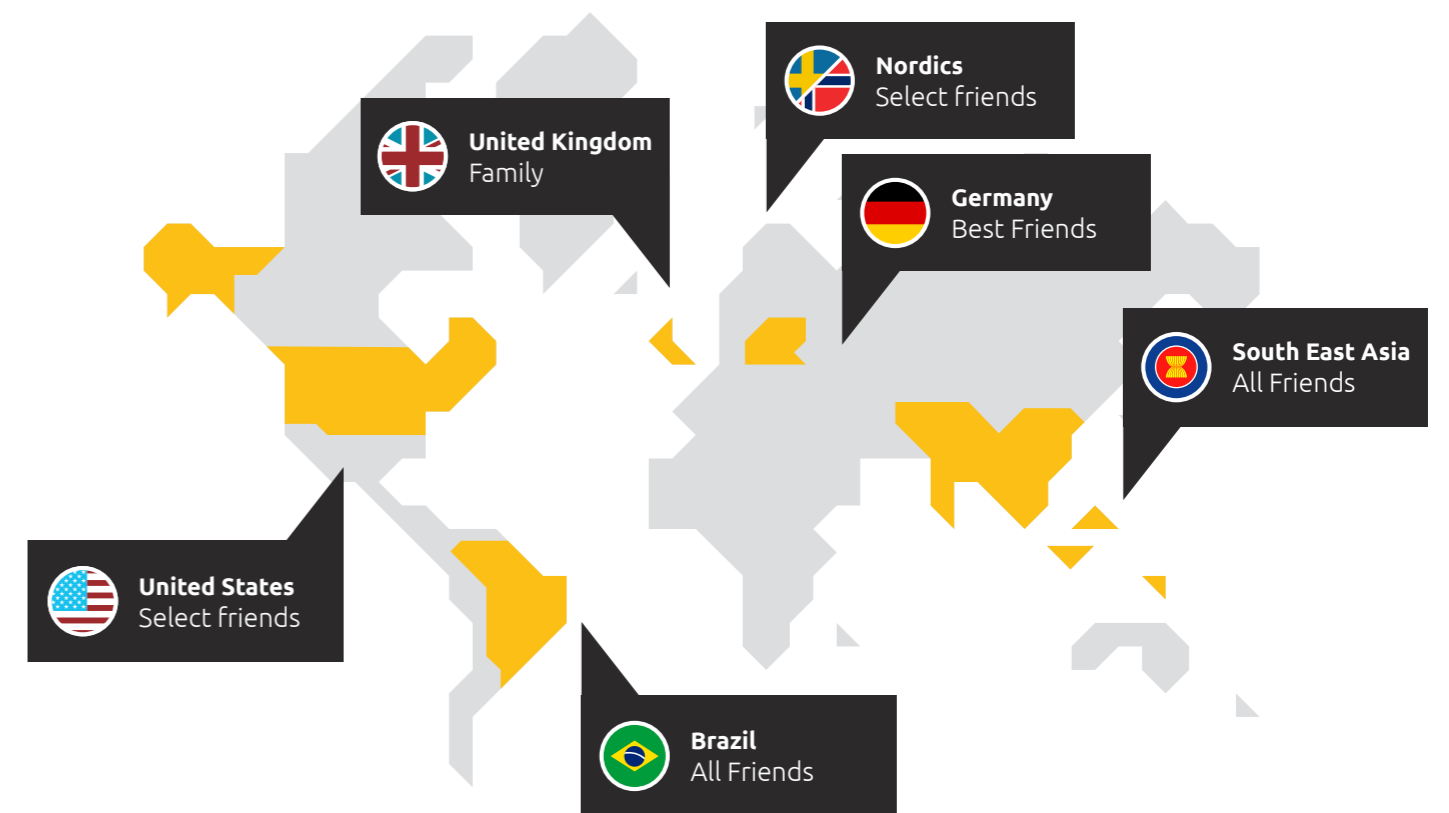 Nordics
Select friends
United Kingdom
Family
Germany
Best Friends
South East Asia
All Friends
United States
Select friends
Brazil
All Friends